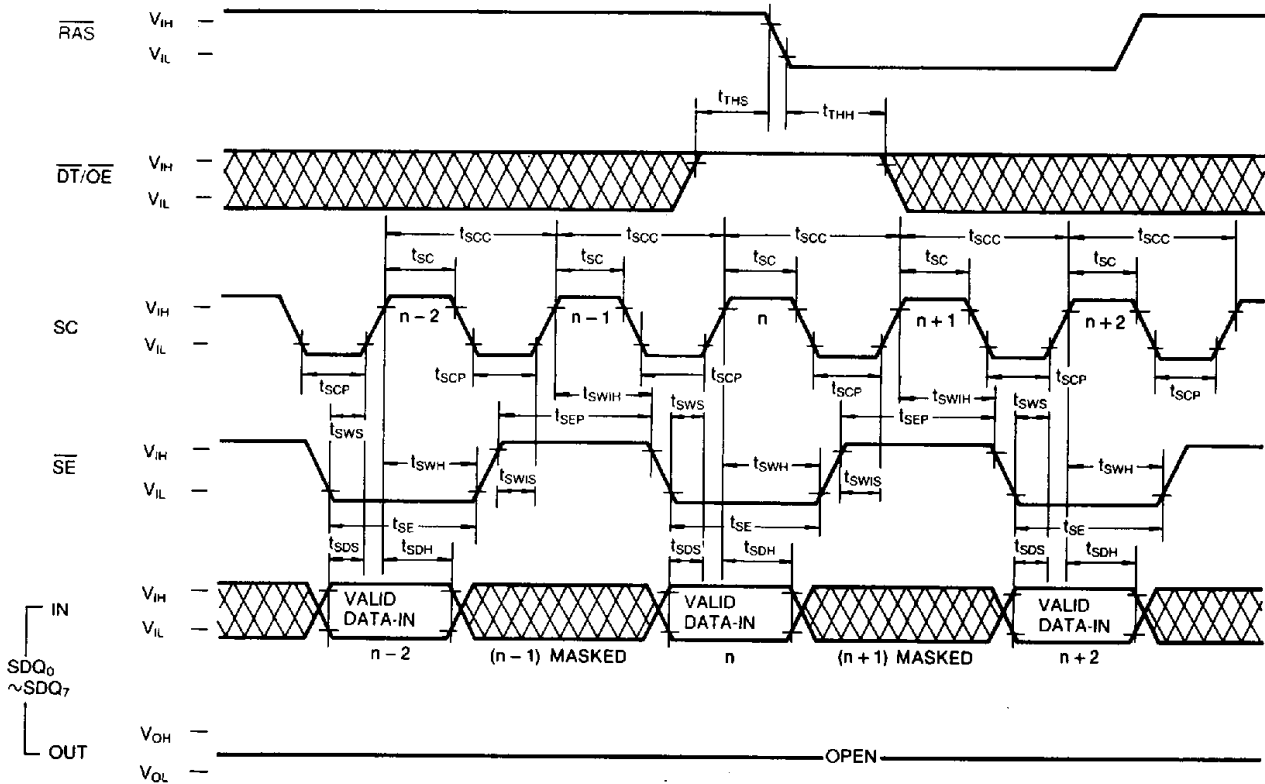 RAS
VIH
VIL
tTHS
tTHH
DT/OE
VIH
VIL
tSCC tSCC tSCC tSCC tSCC
tSC tSC tSC tSC tSC
SC
VIH
VIL
n-2 n-1 n n+1 n+2
tSCP tSCP tSCP tSCP tSCP tSCP
tSWS tSWIH tSWS tSWIH tSWS
tSEP tSEP
SE
VIH
VIL
tSWH tSWH tSWH
tSWIS tSWIS
tSE tSE tSE
tSDS tSDH tSDS tSDH tSDS tSDH
IN
VIH
VIL
VALID DATA-IN
VALID DATA-IN
VALID DATA-IN
n-2 (n-1) MASKED n (n+1) MASKED n+2
SDQ0
~SDQ7
OUT
VOH
VOL
OPEN